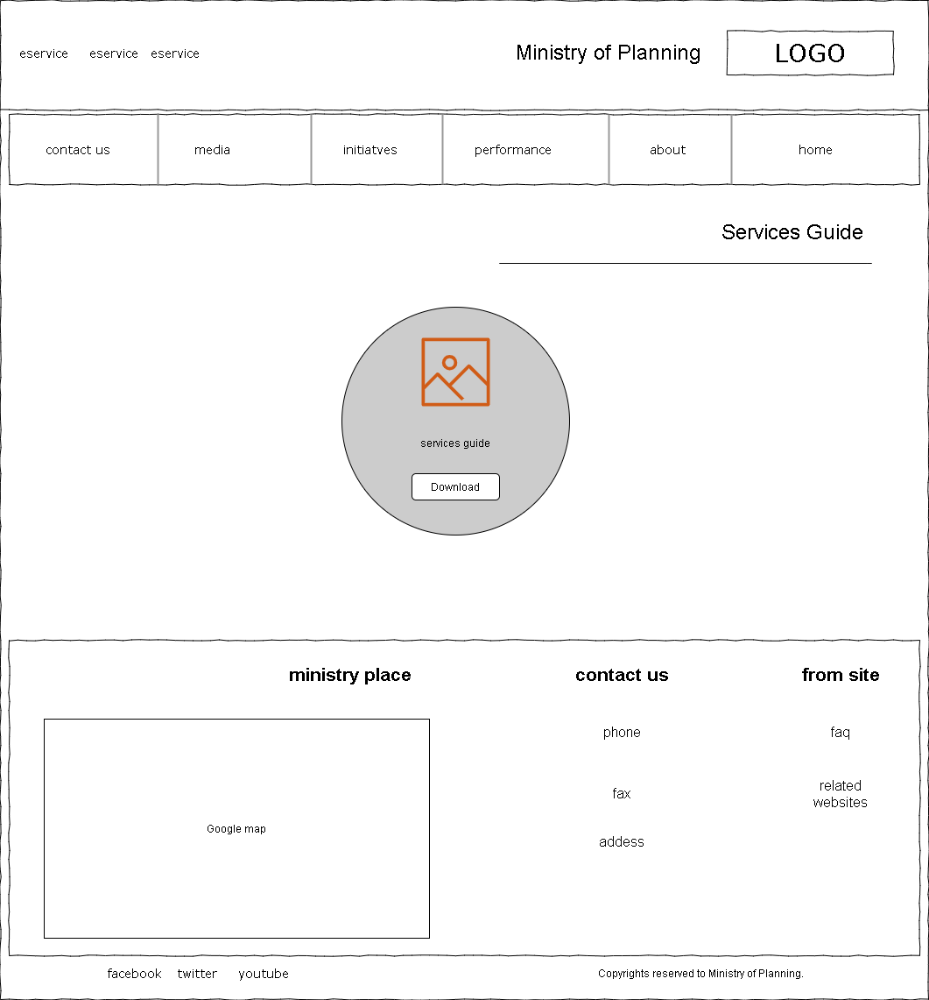 eservice eservice eservice Ministry of Planning LOGO
contact us media initiatves performance about home
Services Guide
services guide
Download
ministry place contact us from site
phone faq
fax related
websites
Google map
addess
facebook twitter youtube Copyrights reserved to Ministry of Planning.